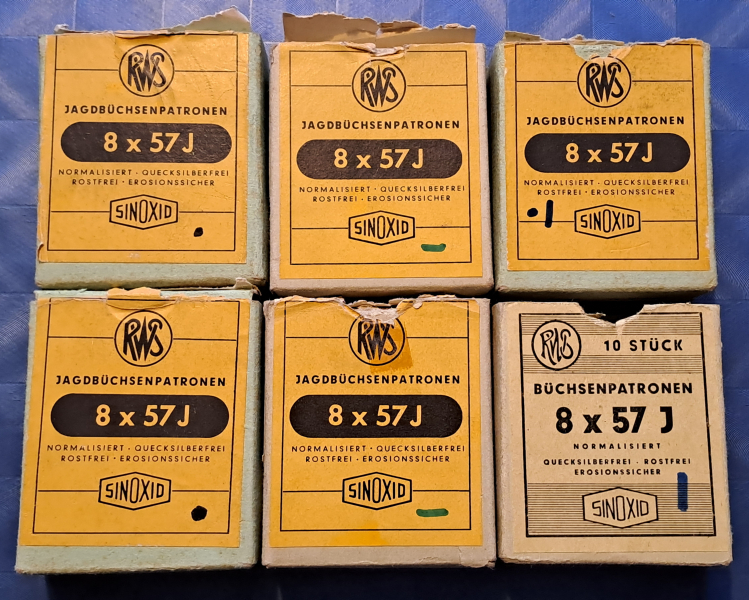 RWS
JAGDBÜCHSENPATRONEN
8 x 57 J
NORMALISIERT · QUECKSILBERFREI
ROSTFREI · EROSIONSSICHER
SINOXID
RWS
JAGDBÜCHSENPATRONEN
8 x 57 J
NORMALISIERT · QUECKSILBERFREI
ROSTFREI · EROSIONSSICHER
SINOXID
RWS
JAGDBÜCHSENPATRONEN
8 x 57 J
NORMALISIERT · QUECKSILBERFREI
ROSTFREI · EROSIONSSICHER
SINOXID
RWS
JAGDBÜCHSENPATRONEN
8 x 57 J
NORMALISIERT · QUECKSILBERFREI
ROSTFREI · EROSIONSSICHER
SINOXID
RWS
JAGDBÜCHSENPATRONEN
8 x 57 J
NORMALISIERT · QUECKSILBERFREI
ROSTFREI · EROSIONSSICHER
SINOXID
RWS 10 STÜCK
BÜCHSENPATRONEN
8 x 57 J
NORMALISIERT
QUECKSILBERFREI · ROSTFREI
EROSIONSSICHER
SINOXID